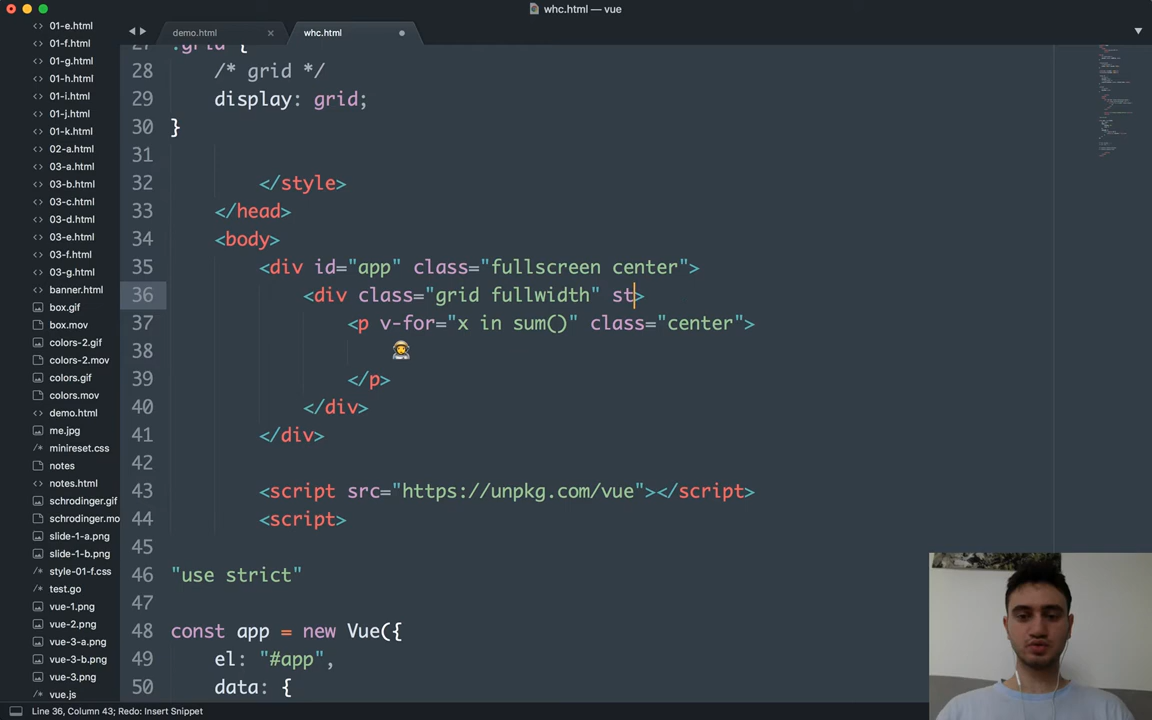 whc.html — vue
demo.html
whc.html
01-e.html
01-f.html
01-g.html
01-h.html
01-i.html
01-j.html
01-k.html
02-a.html
03-a.html
03-b.html
03-c.html
03-d.html
03-e.html
03-f.html
03-g.html
banner.html
box.gif
box.mov
colors-2.gif
colors-2.mov
colors.gif
colors.mov
demo.html
me.jpg
minireset.css
notes
notes.html
schrodinger.gif
schrodinger.mo
slide-1-a.png
slide-1-b.png
style-01-f.css
test.go
vue-1.png
vue-2.png
vue-3-a.png
vue-3-b.png
vue-3.png
vue.js
27 .grid {
28 /* grid */
29 display: grid;
30 }
31
32 </style>
33 </head>
34 <body>
35 <div id="app" class="fullscreen center">
36 <div class="grid fullwidth" st>
37 <p v-for="x in sum()" class="center">
38
39 </p>
40 </div>
41 </div>
42
43 <script src="https://unpkg.com/vue"></script>
44 <script>
45
46 "use strict"
47
48 const app = new Vue({
49 el: "#app",
50 data: {
Line 36, Column 43; Redo: Insert Snippet